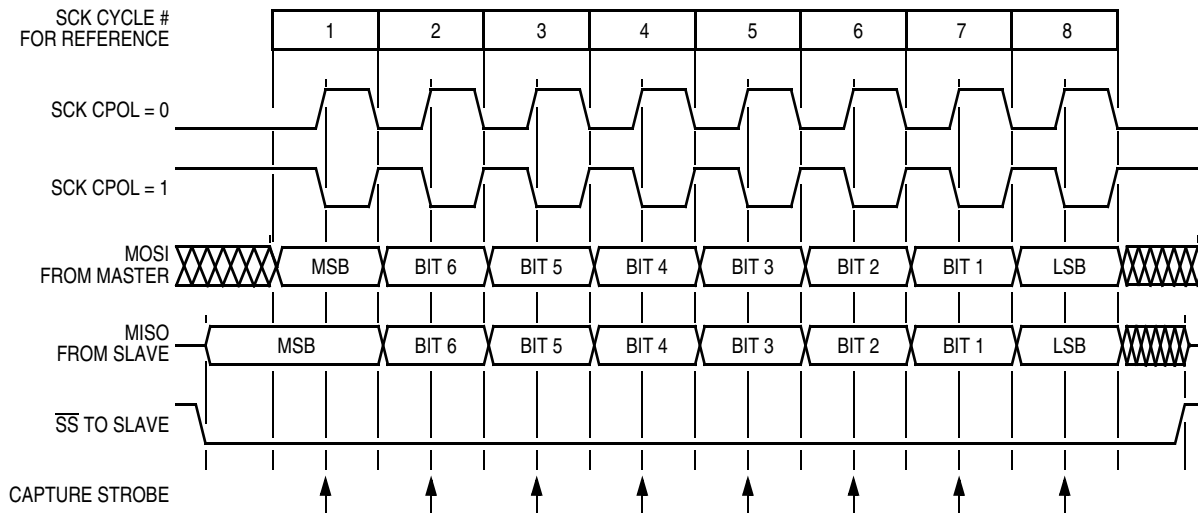 SCK CYCLE #
FOR REFERENCE
1 2 3 4 5 6 7 8
SCK CPOL = 0
SCK CPOL = 1
MOSI
FROM MASTER
MSB BIT 6 BIT 5 BIT 4 BIT 3 BIT 2 BIT 1 LSB
MISO
FROM SLAVE
MSB BIT 6 BIT 5 BIT 4 BIT 3 BIT 2 BIT 1 LSB
S̅S̅ TO SLAVE
CAPTURE STROBE